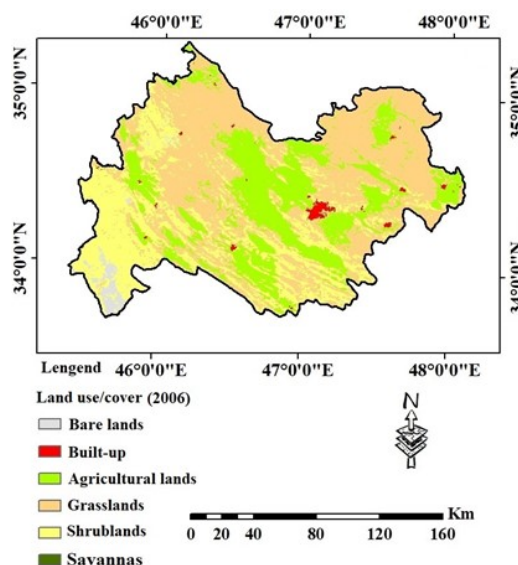 46°0'0"E 47°0'0"E 48°0'0"E
35°0'0"N
35°0'0"N
34°0'0"N
34°0'0"N
46°0'0"E 47°0'0"E 48°0'0"E
Lengend
Land use/cover (2006)
Bare lands
Built-up
Agricultural lands
Grasslands
Shrublands
Savannas
N
Km
0 20 40 80 120 160